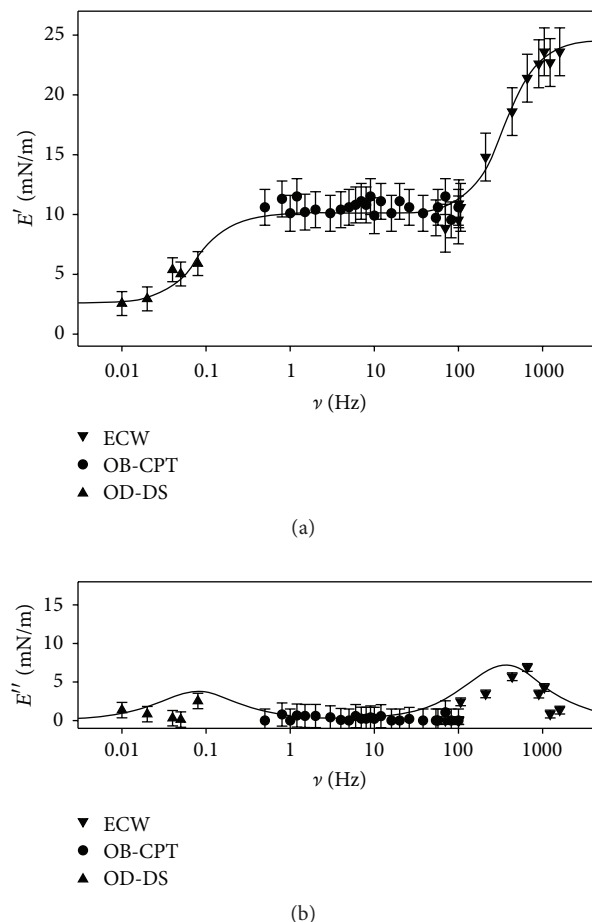 25
20
15
10
5
0
E′ (mN/m)
0.01 0.1 1 10 100 1000
ν (Hz)
ECW
OB-CPT
OD-DS
(a)
15
10
5
0
E″ (mN/m)
0.01 0.1 1 10 100 1000
ν (Hz)
ECW
OB-CPT
OD-DS
(b)